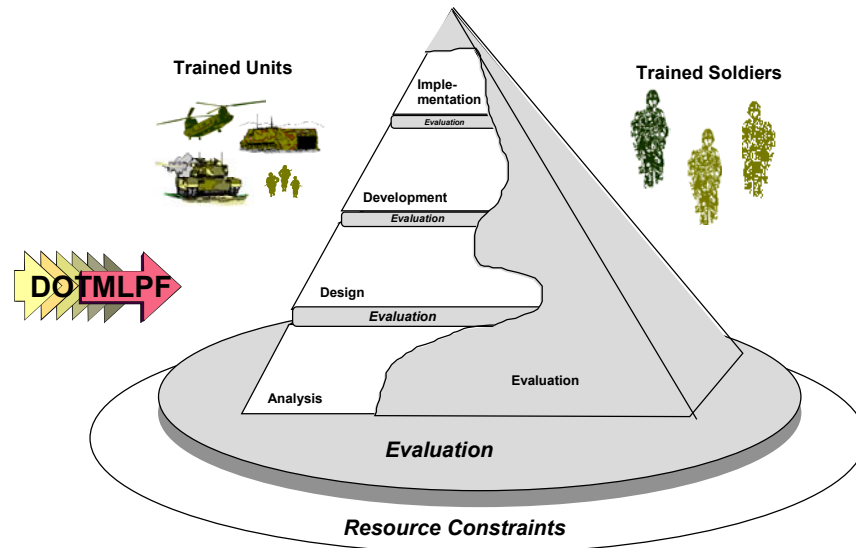 Trained Units
Trained Soldiers
Imple-
mentation
Evaluation
Development
Evaluation
DOTMLPF
Design
Evaluation
Evaluation
Analysis
Evaluation
Resource Constraints